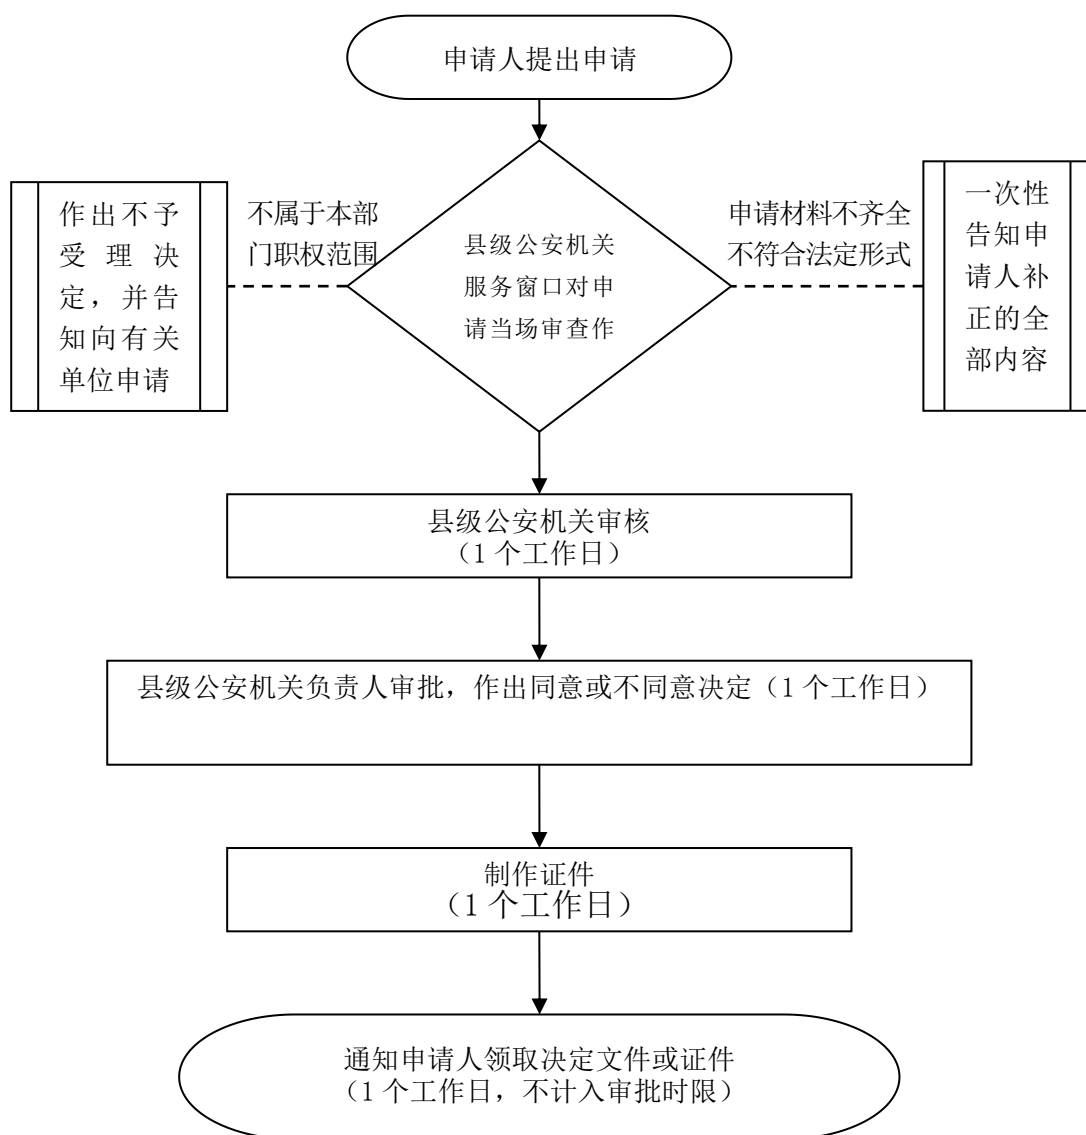 申请人提出申请
作出不予
受理决
定，并告
知向有关
单位申请
不属于本部
门职权范围
县级公安机关
服务窗口对申
请当场审查作
申请材料不齐全
不符合法定形式
一次性
告知申
请人补
正的全
部内容
县级公安机关审核
（1 个工作日）
县级公安机关负责人审批，作出同意或不同意决定（1 个工作日）
制作证件
（1 个工作日）
通知申请人领取决定文件或证件
（1 个工作日，不计入审批时限）